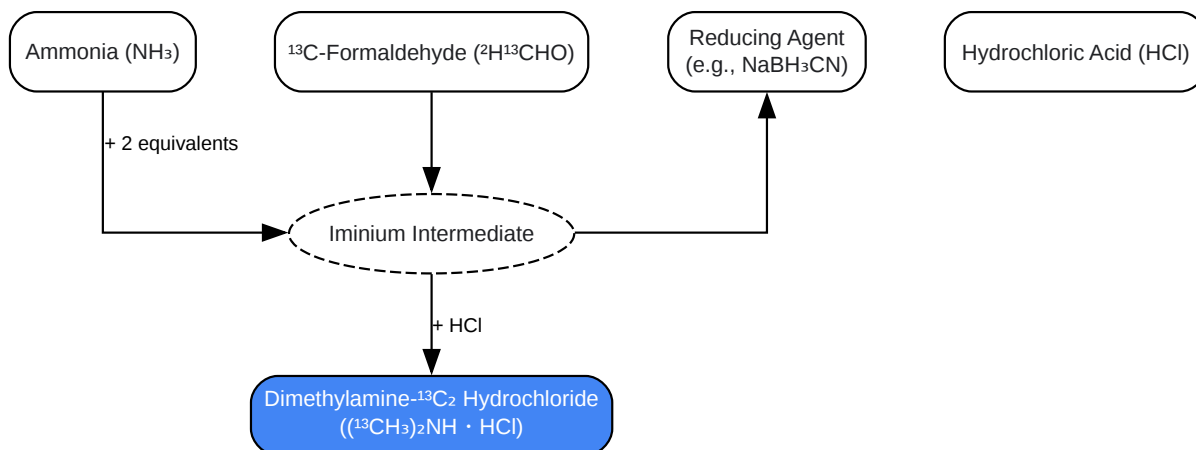 Ammonia (NH₃)
¹³C-Formaldehyde (²H¹³CHO)
Reducing Agent
(e.g., NaBH₃CN)
Hydrochloric Acid (HCl)
+ 2 equivalents
Iminium Intermediate
+ HCl
Dimethylamine-¹³C₂ Hydrochloride
((¹³CH₃)₂NH · HCl)